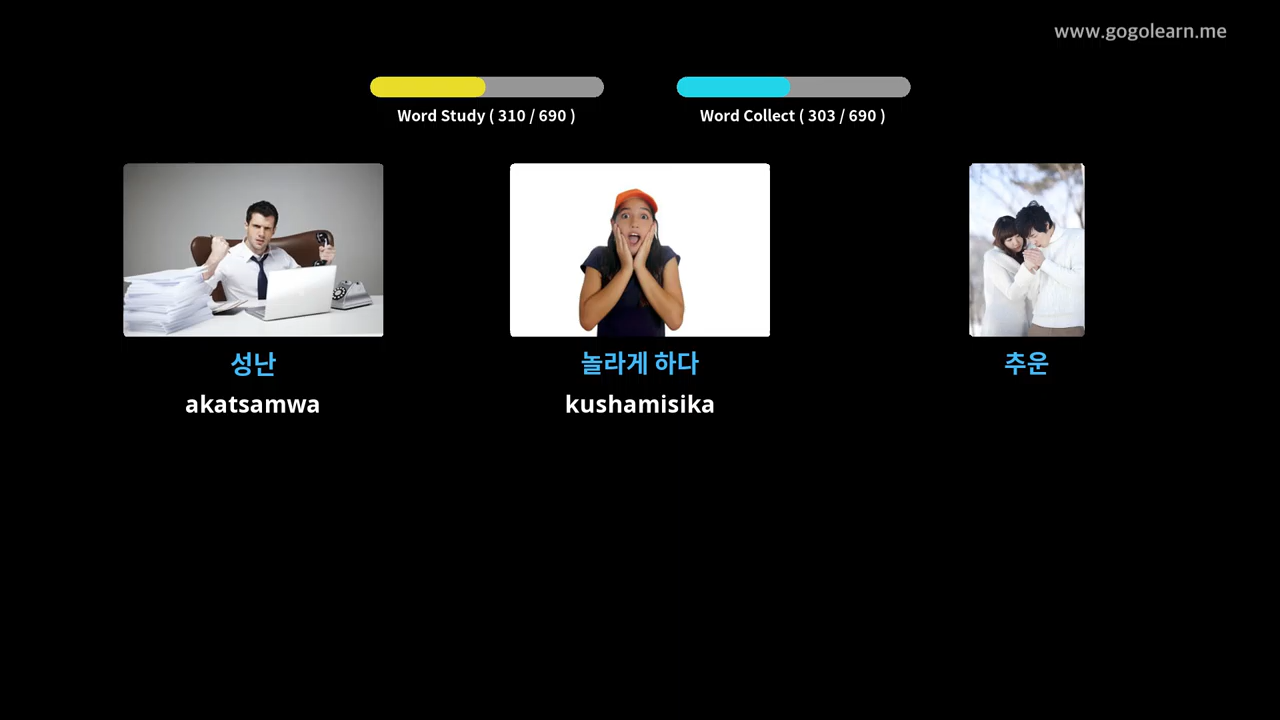 www.gogolearn.me
Word Study ( 310 / 690 )
Word Collect ( 303 / 690 )
성난
놀라게 하다
추운
akatsamwa
kushamisika